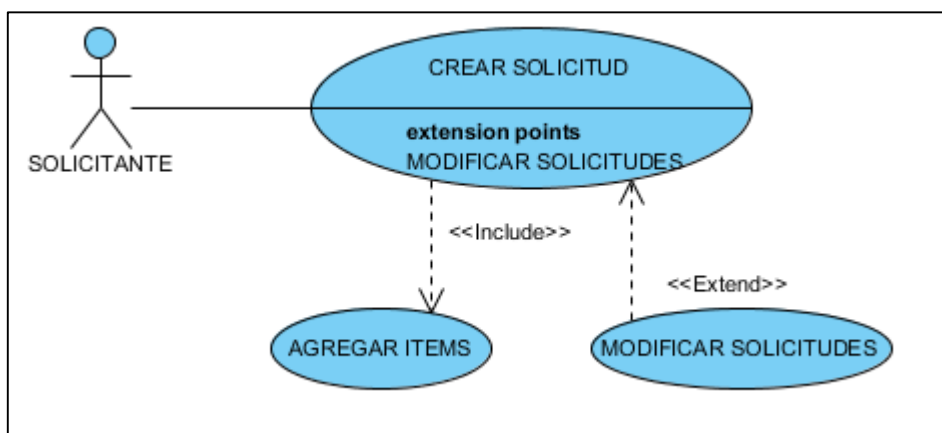 CREAR SOLICITUD
extension points
MODIFICAR SOLICITUDES
SOLICITANTE
<<Include>>
<<Extend>>
AGREGAR ITEMS
MODIFICAR SOLICITUDES